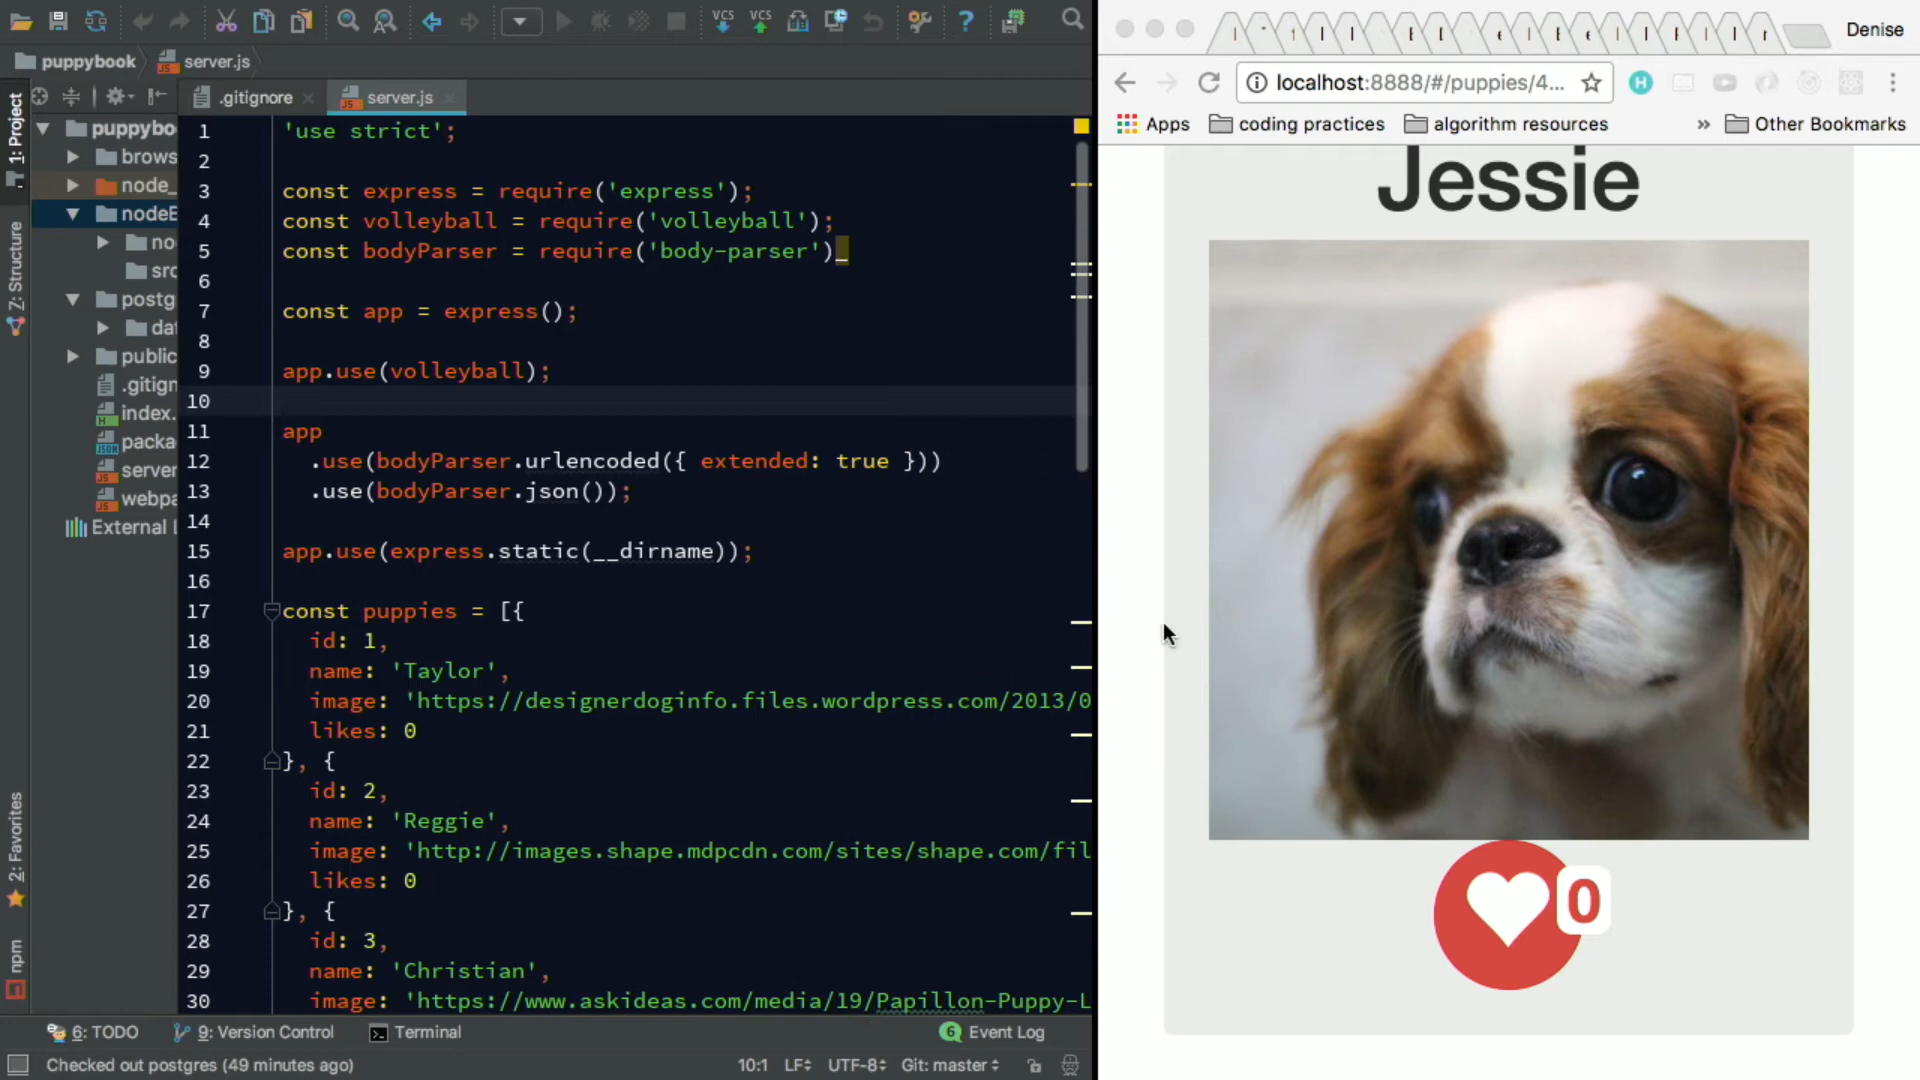 VCS VCS
puppybook server.js
.gitignore server.js
1: Project
Z: Structure
2: Favorites
npm
puppybo
brows
node_
nodeE
no
src
postg
dat
public
.gitign
index.
packa
server
webpa
External L
1 'use strict';
2
3 const express = require('express');
4 const volleyball = require('volleyball');
5 const bodyParser = require('body-parser')
6
7 const app = express();
8
9 app.use(volleyball);
10
11 app
12 .use(bodyParser.urlencoded({ extended: true }))
13 .use(bodyParser.json());
14
15 app.use(express.static(__dirname));
16
17 const puppies = [{
18 id: 1,
19 name: 'Taylor',
20 image: 'https://designerdoginfo.files.wordpress.com/2013/0
21 likes: 0
22 }, {
23 id: 2,
24 name: 'Reggie',
25 image: 'http://images.shape.mdpcdn.com/sites/shape.com/fil
26 likes: 0
27 }, {
28 id: 3,
29 name: 'Christian',
30 image: 'https://www.askideas.com/media/19/Papillon-Puppy-L
6: TODO 9: Version Control Terminal 6 Event Log
Checked out postgres (49 minutes ago) 10:1 LF UTF-8 Git: master
Denise
localhost:8888/#/puppies/4...
Apps coding practices algorithm resources » Other Bookmarks
Jessie
0